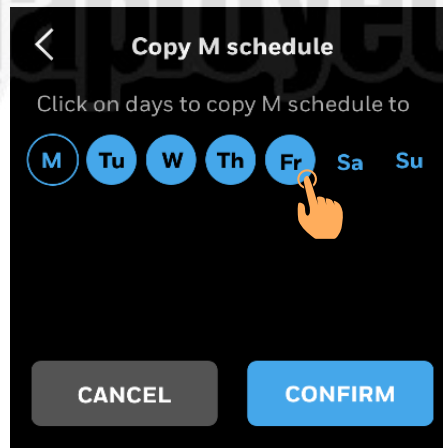 Copy M schedule
Click on days to copy M schedule to
M Tu W Th Fr Sa Su
CANCEL CONFIRM